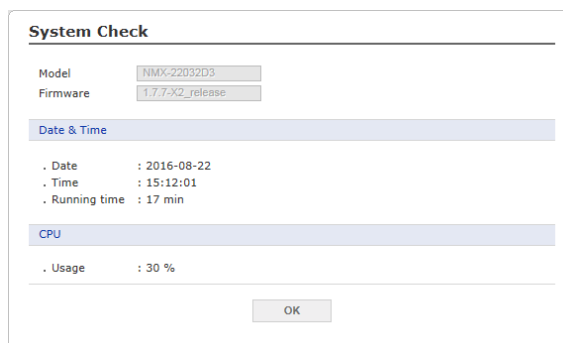 System Check
Model NMX-22032D3
Firmware 1.7.7-X2_release
Date & Time
. Date : 2016-08-22
. Time : 15:12:01
. Running time : 17 min
CPU
. Usage : 30 %
OK